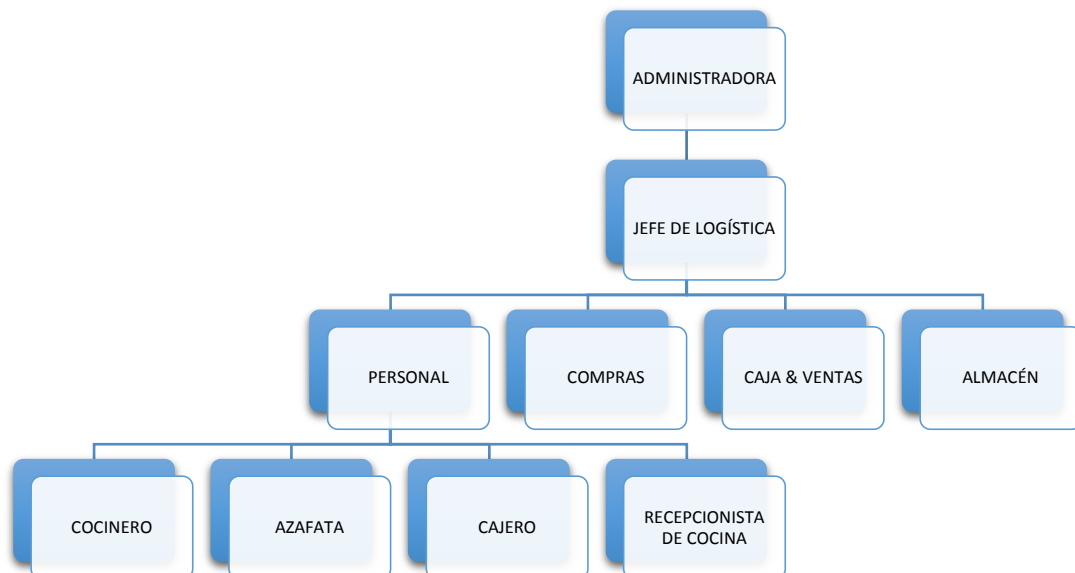 ADMINISTRADORA
JEFE DE LOGÍSTICA
PERSONAL
COMPRAS
CAJA & VENTAS
ALMACÉN
COCINERO
AZAFATA
CAJERO
RECEPCIONISTA
DE COCINA